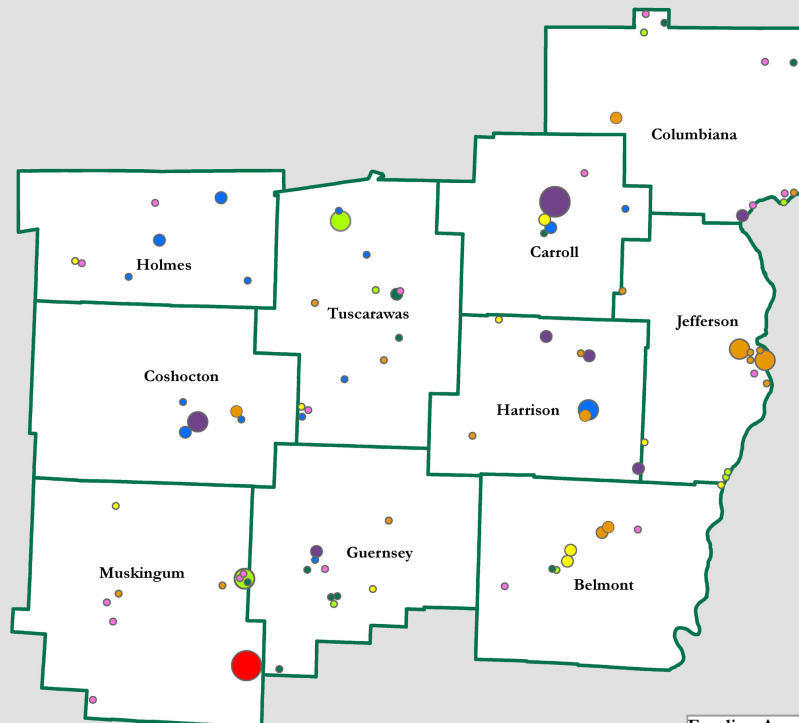 Columbiana
Carroll
Holmes
Tuscarawas
Jefferson
Coshocton
Harrison
Guernsey
Muskingum
Belmont